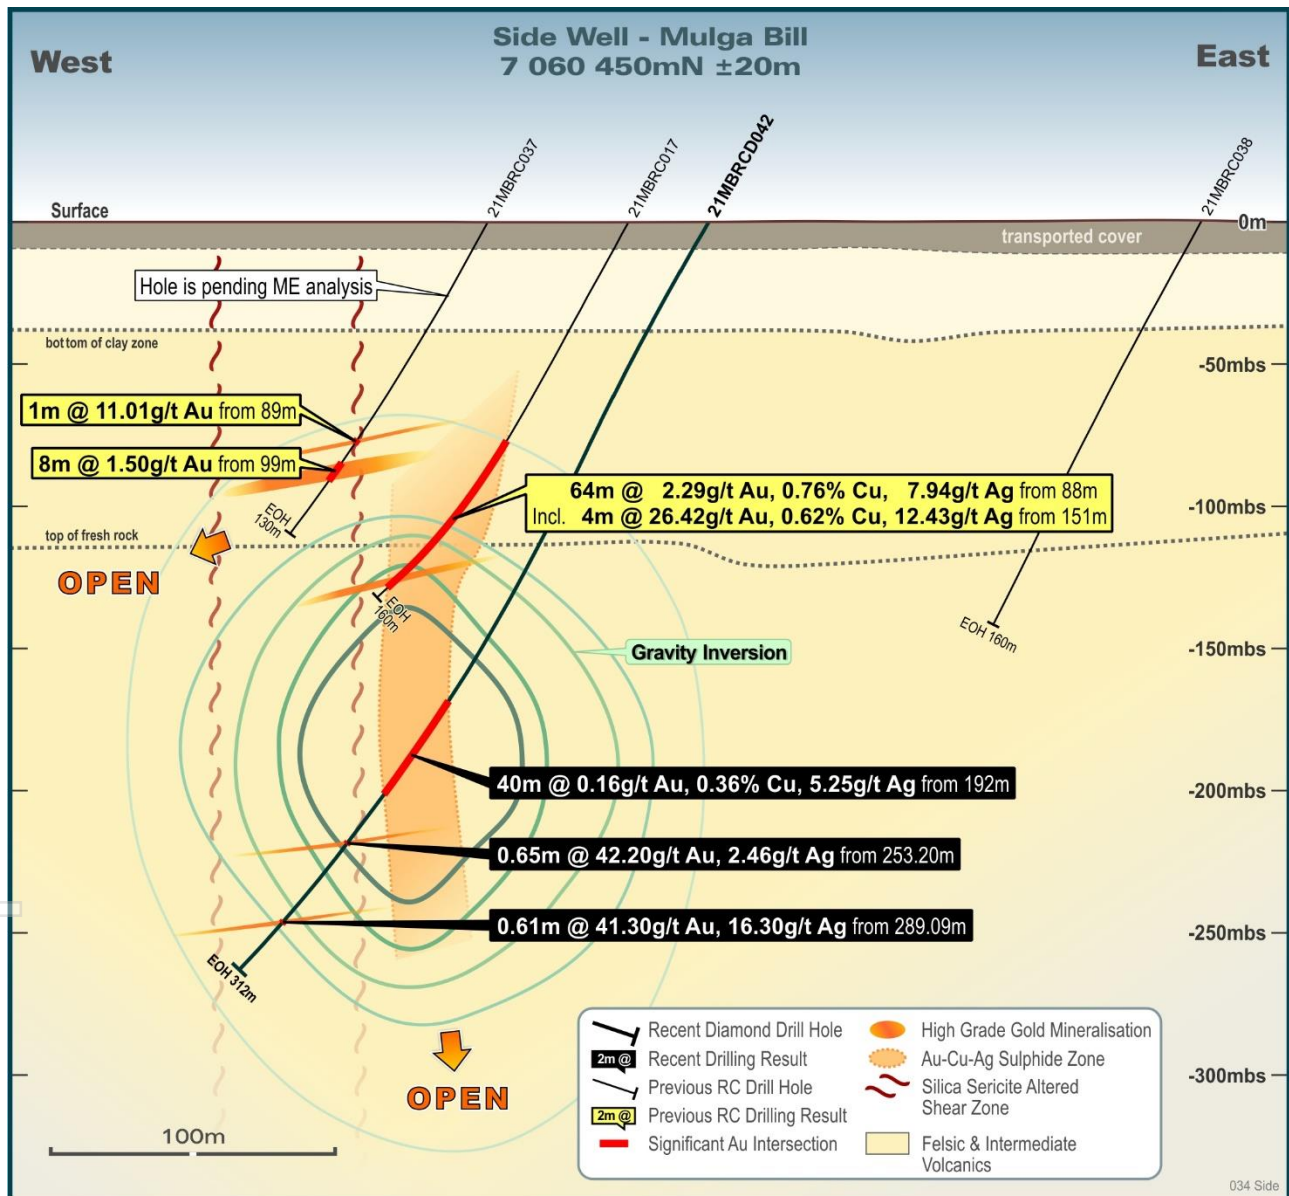 Side Well - Mulga Bill
7 060 450mN ±20m
West
East
21MBRC037
21MBRC017
21MBRCD042
21MBRC038
Surface
0m
transported cover
Hole is pending ME analysis
bottom of clay zone
-50mbs
1m @ 11.01g/t Au from 89m
8m @ 1.50g/t Au from 99m
64m @ 2.29g/t Au, 0.76% Cu, 7.94g/t Ag from 88m
Incl. 4m @ 26.42g/t Au, 0.62% Cu, 12.43g/t Ag from 151m
-100mbs
EOH
130m
top of fresh rock
OPEN
EOH
160m
EOH 160m
Gravity Inversion
-150mbs
40m @ 0.16g/t Au, 0.36% Cu, 5.25g/t Ag from 192m
-200mbs
0.65m @ 42.20g/t Au, 2.46g/t Ag from 253.20m
0.61m @ 41.30g/t Au, 16.30g/t Ag from 289.09m
-250mbs
EOH 312m
OPEN
-300mbs
100m
Recent Diamond Drill Hole
2m @ Recent Drilling Result
Previous RC Drill Hole
2m @ Previous RC Drilling Result
Significant Au Intersection
High Grade Gold Mineralisation
Au-Cu-Ag Sulphide Zone
Silica Sericite Altered
Shear Zone
Felsic & Intermediate
Volcanics
034 Side